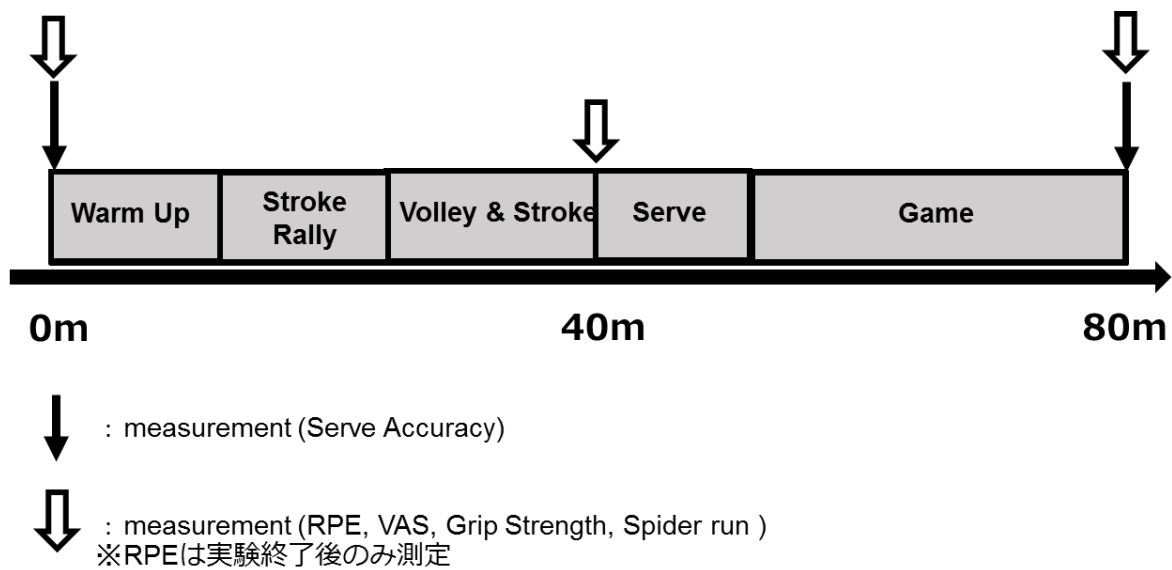 Warm Up
Stroke
Rally
Volley & Stroke
Serve
Game
0m
40m
80m
: measurement (Serve Accuracy)
: measurement (RPE, VAS, Grip Strength, Spider run )
※RPEは実験終了後のみ測定